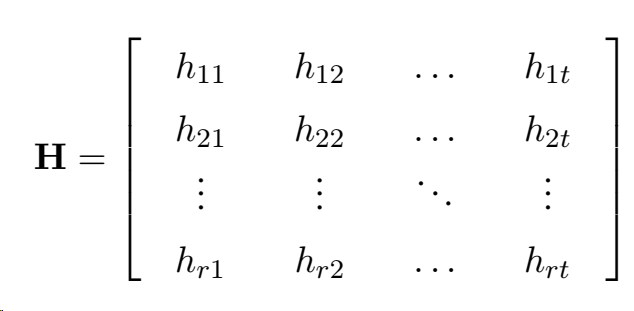 h₁₁ h₁₂ … h₁ₜ
h₂₁ h₂₂ … h₂ₜ
H = ⋮ ⋮ ⋱ ⋮
hᵣ₁ hᵣ₂ … hᵣₜ